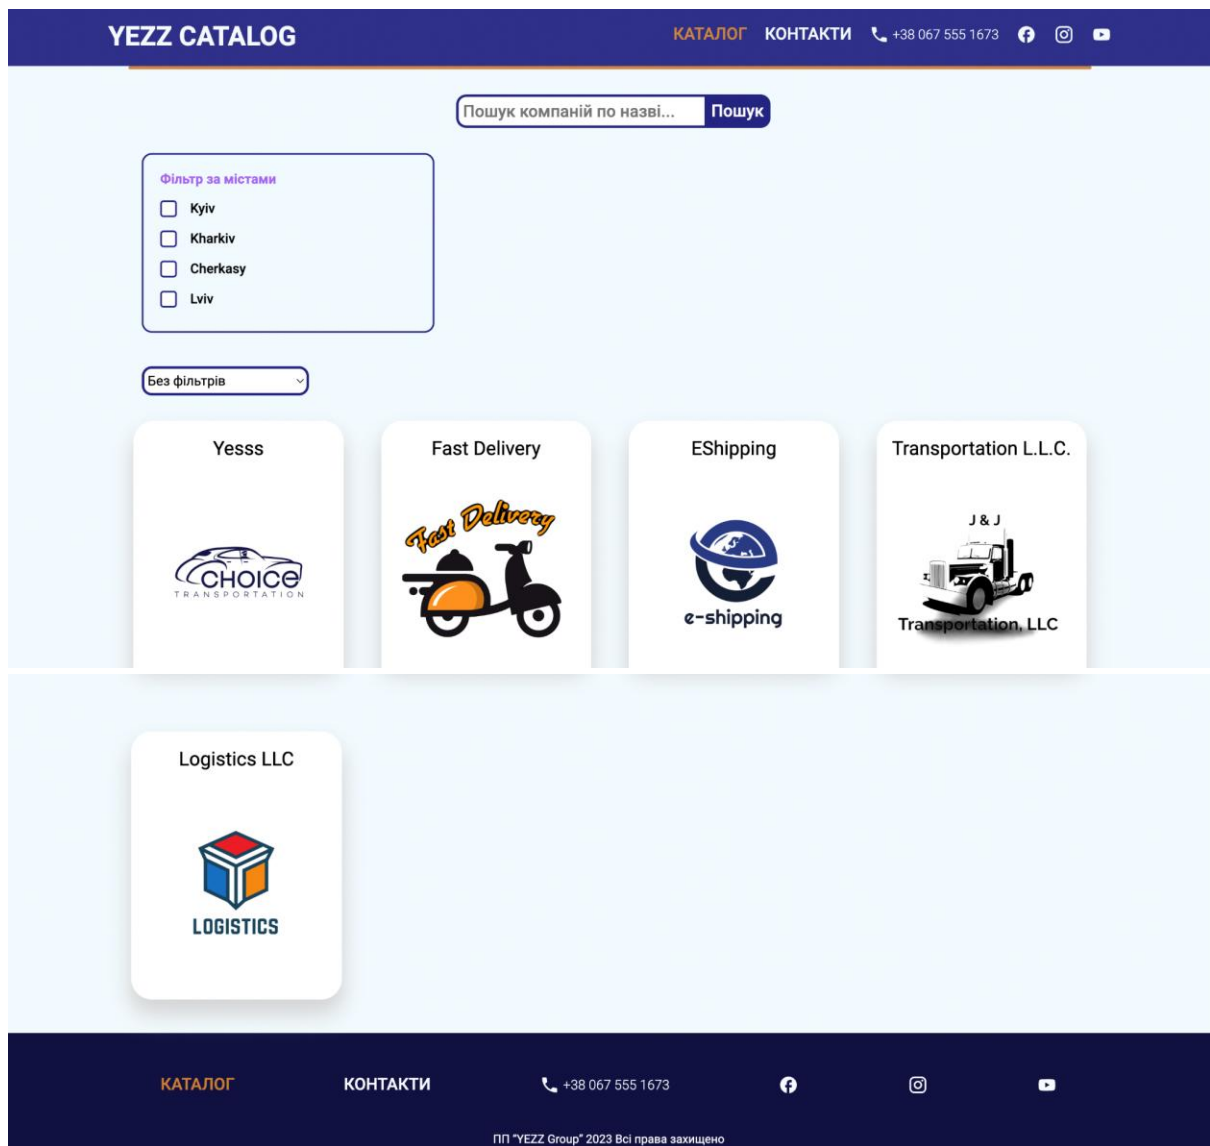 YEZZ CATALOG
КАТАЛОГ КОНТАКТИ +38 067 555 1673
Пошук компаній по назві... Пошук
Фільтр за містами
Kyiv
Kharkiv
Cherkasy
Lviv
Без фільтрів
Yesss
CHOICE
TRANSPORTATION
Fast Delivery
Fast Delivery
EShipping
e-shipping
Transportation L.L.C.
J & J
Transportation, LLC
Logistics LLC
LOGISTICS
КАТАЛОГ КОНТАКТИ +38 067 555 1673
ПП "YEZZ Group" 2023 Всі права захищено